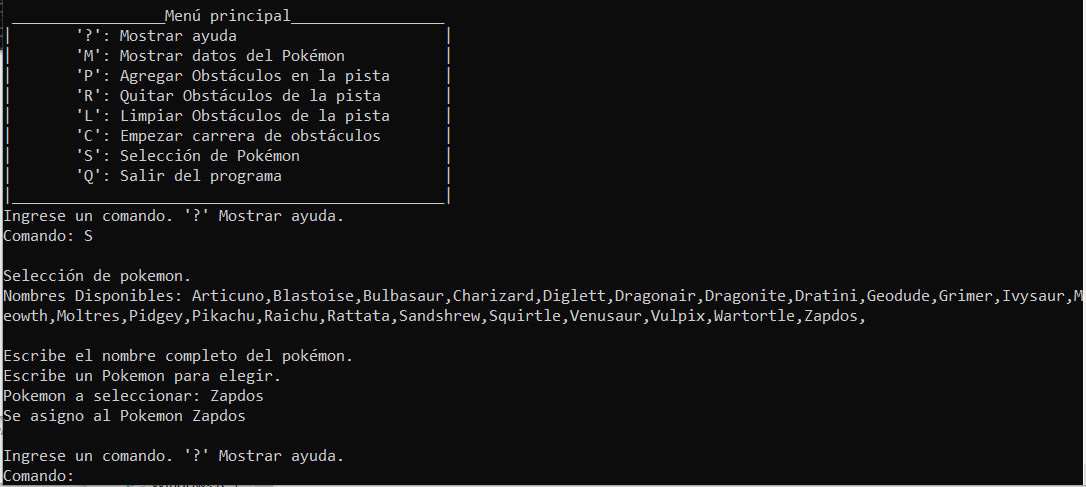 _________________Menú principal_________________
|       '?': Mostrar ayuda                       |
|       'M': Mostrar datos del Pokémon           |
|       'P': Agregar Obstáculos en la pista      |
|       'R': Quitar Obstáculos de la pista       |
|       'L': Limpiar Obstáculos de la pista      |
|       'C': Empezar carrera de obstáculos       |
|       'S': Selección de Pokémon                |
|       'Q': Salir del programa                  |
|________________________________________________|
Ingrese un comando. '?' Mostrar ayuda.
Comando: S
Selección de pokemon.
Nombres Disponibles: Articuno,Blastoise,Bulbasaur,Charizard,Diglett,Dragonair,Dragonite,Dratini,Geodude,Grimer,Ivysaur,M
eowth,Moltres,Pidgey,Pikachu,Raichu,Rattata,Sandshrew,Squirtle,Venusaur,Vulpix,Wartortle,Zapdos,
Escribe el nombre completo del pokémon.
Escribe un Pokemon para elegir.
Pokemon a seleccionar: Zapdos
Se asigno al Pokemon Zapdos
Ingrese un comando. '?' Mostrar ayuda.
Comando: